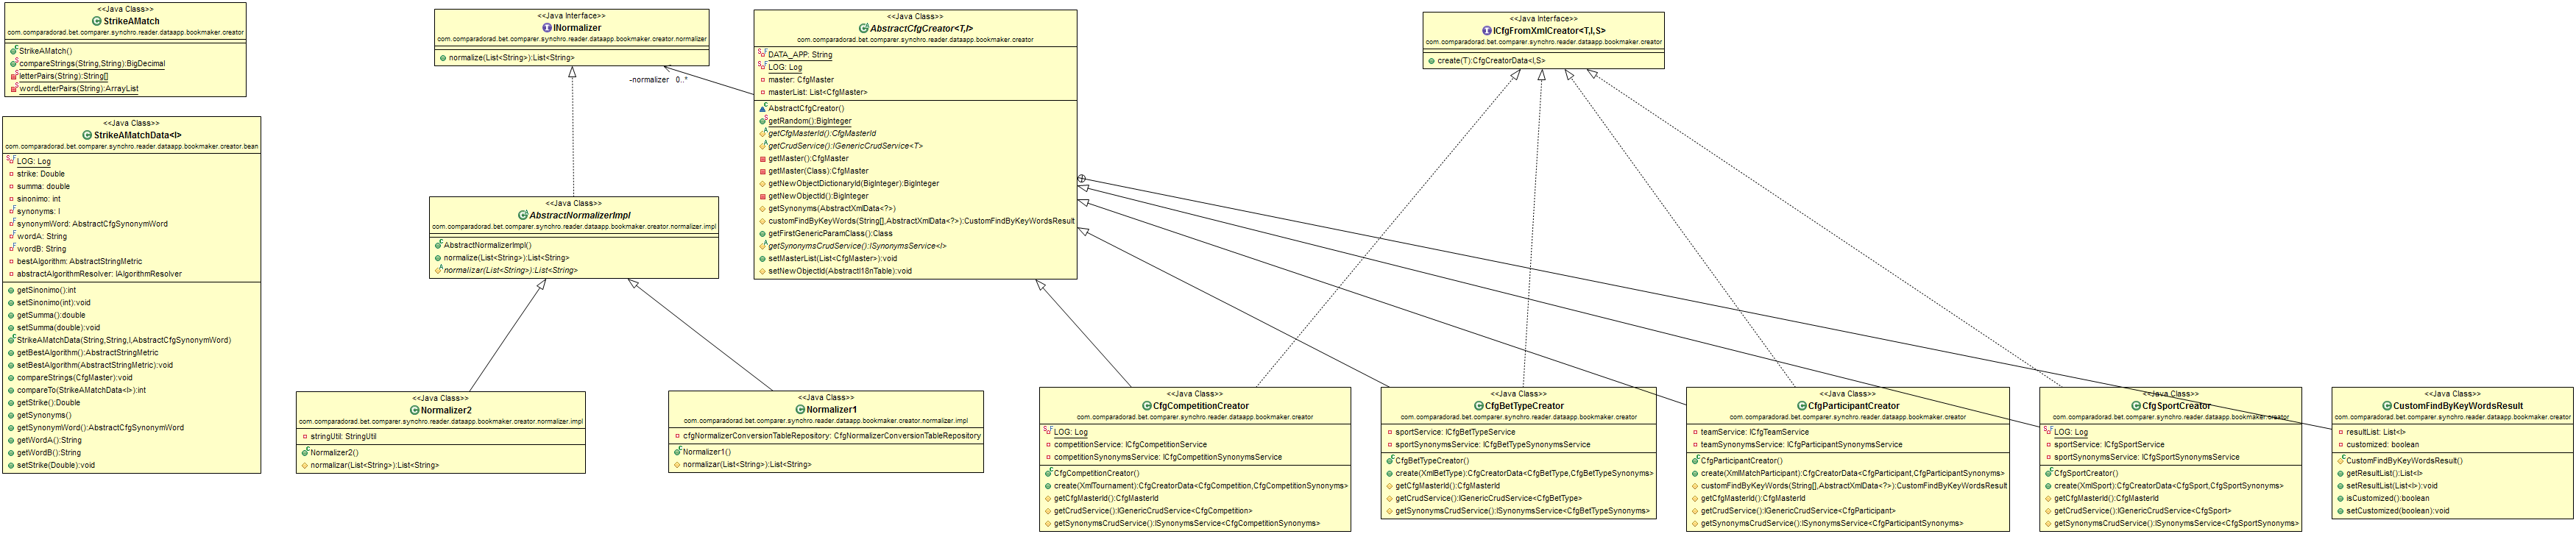 <<Java Class>>
StrikeAMatch
com.comparadorad.bet.comparer.synchro.reader.dataapp.bookmaker.creator
StrikeAMatch()
compareStrings(String,String):BigDecimal
letterPairs(String):String[]
wordLetterPairs(String):ArrayList
<<Java Class>>
StrikeAMatchData<I>
com.comparadorad.bet.comparer.synchro.reader.dataapp.bookmaker.creator.bean
LOG: Log
strike: Double
summa: double
sinonimo: int
synonyms: I
synonymWord: AbstractCfgSynonymWord
wordA: String
wordB: String
bestAlgorithm: AbstractStringMetric
abstractAlgorithmResolver: IAlgorithmResolver
getSinonimo():int
setSinonimo(int):void
getSumma():double
setSumma(double):void
StrikeAMatchData(String,String,I,AbstractCfgSynonymWord)
getBestAlgorithm():AbstractStringMetric
setBestAlgorithm(AbstractStringMetric):void
compareStrings(CfgMaster):void
compareTo(StrikeAMatchData<I>):int
getStrike():Double
getSynonyms()
getSynonymWord():AbstractCfgSynonymWord
getWordA():String
getWordB():String
setStrike(Double):void
<<Java Interface>>
INormalizer
com.comparadorad.bet.comparer.synchro.reader.dataapp.bookmaker.creator.normalizer
normalize(List<String>):List<String>
-normalizer 0..*
<<Java Class>>
AbstractNormalizerImpl
com.comparadorad.bet.comparer.synchro.reader.dataapp.bookmaker.creator.normalizer.impl
AbstractNormalizerImpl()
normalize(List<String>):List<String>
normalizar(List<String>):List<String>
<<Java Class>>
Normalizer2
com.comparadorad.bet.comparer.synchro.reader.dataapp.bookmaker.creator.normalizer.impl
stringUtil: StringUtil
Normalizer2()
normalizar(List<String>):List<String>
<<Java Class>>
Normalizer1
com.comparadorad.bet.comparer.synchro.reader.dataapp.bookmaker.creator.normalizer.impl
cfgNormalizerConversionTableRepository: CfgNormalizerConversionTableRepository
Normalizer1()
normalizar(List<String>):List<String>
<<Java Class>>
AbstractCfgCreator<T,I>
com.comparadorad.bet.comparer.synchro.reader.dataapp.bookmaker.creator
DATA_APP: String
LOG: Log
master: CfgMaster
masterList: List<CfgMaster>
AbstractCfgCreator()
getRandom():BigInteger
getCfgMasterId():CfgMasterId
getCrudService():IGenericCrudService<T>
getMaster():CfgMaster
getMaster(Class):CfgMaster
getNewObjectDictionaryId(BigInteger):BigInteger
getNewObjectId():BigInteger
getSynonyms(AbstractXmlData<?>)
customFindByKeyWords(String[],AbstractXmlData<?>):CustomFindByKeyWordsResult
getFirstGenericParamClass():Class
getSynonymsCrudService():ISynonymsService<I>
setMasterList(List<CfgMaster>):void
setNewObjectId(AbstractI18nTable):void
<<Java Interface>>
ICfgFromXmlCreator<T,I,S>
com.comparadorad.bet.comparer.synchro.reader.dataapp.bookmaker.creator
create(T):CfgCreatorData<I,S>
<<Java Class>>
CfgCompetitionCreator
com.comparadorad.bet.comparer.synchro.reader.dataapp.bookmaker.creator
LOG: Log
competitionService: ICfgCompetitionService
competitionSynonymsService: ICfgCompetitionSynonymsService
CfgCompetitionCreator()
create(XmlTournament):CfgCreatorData<CfgCompetition,CfgCompetitionSynonyms>
getCfgMasterId():CfgMasterId
getCrudService():IGenericCrudService<CfgCompetition>
getSynonymsCrudService():ISynonymsService<CfgCompetitionSynonyms>
<<Java Class>>
CfgBetTypeCreator
com.comparadorad.bet.comparer.synchro.reader.dataapp.bookmaker.creator
sportService: ICfgBetTypeService
sportSynonymsService: ICfgBetTypeSynonymsService
CfgBetTypeCreator()
create(XmlBetType):CfgCreatorData<CfgBetType,CfgBetTypeSynonyms>
getCfgMasterId():CfgMasterId
getCrudService():IGenericCrudService<CfgBetType>
getSynonymsCrudService():ISynonymsService<CfgBetTypeSynonyms>
<<Java Class>>
CfgParticipantCreator
com.comparadorad.bet.comparer.synchro.reader.dataapp.bookmaker.creator
teamService: ICfgTeamService
teamSynonymsService: ICfgParticipantSynonymsService
CfgParticipantCreator()
create(XmlMatchParticipant):CfgCreatorData<CfgParticipant,CfgParticipantSynonyms>
customFindByKeyWords(String[],AbstractXmlData<?>):CustomFindByKeyWordsResult
getCfgMasterId():CfgMasterId
getCrudService():IGenericCrudService<CfgParticipant>
getSynonymsCrudService():ISynonymsService<CfgParticipantSynonyms>
<<Java Class>>
CfgSportCreator
com.comparadorad.bet.comparer.synchro.reader.dataapp.bookmaker.creator
LOG: Log
sportService: ICfgSportService
sportSynonymsService: ICfgSportSynonymsService
CfgSportCreator()
create(XmlSport):CfgCreatorData<CfgSport,CfgSportSynonyms>
getCfgMasterId():CfgMasterId
getCrudService():IGenericCrudService<CfgSport>
getSynonymsCrudService():ISynonymsService<CfgSportSynonyms>
<<Java Class>>
CustomFindByKeyWordsResult
com.comparadorad.bet.comparer.synchro.reader.dataapp.bookmaker.creator
resultList: List<I>
customized: boolean
CustomFindByKeyWordsResult()
getResultList():List<I>
setResultList(List<I>):void
isCustomized():boolean
setCustomized(boolean):void